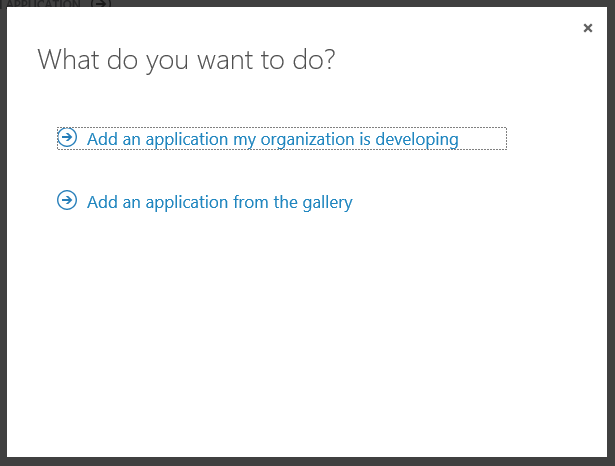 APPLICATION
What do you want to do?
Add an application my organization is developing
Add an application from the gallery